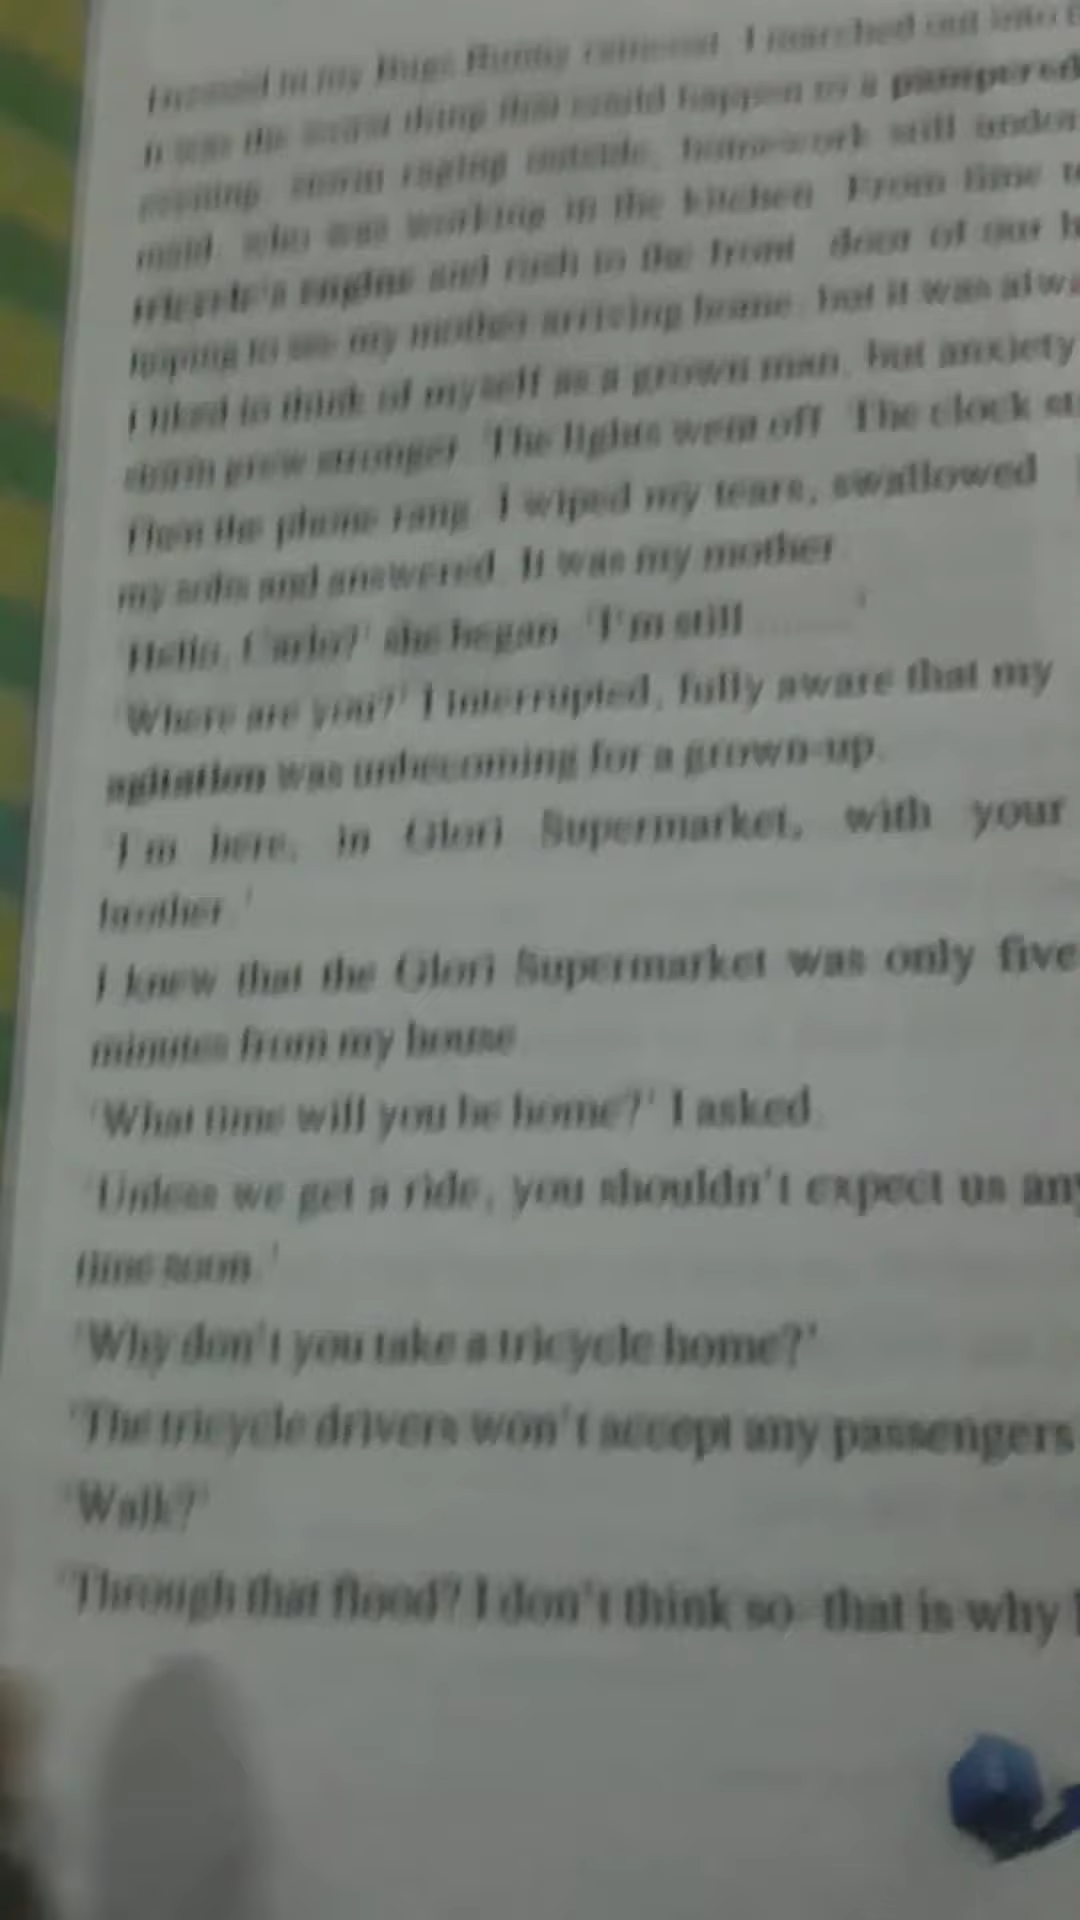 Dressed in my Bugs Bunny raincoat, I marched out into
It was the worst thing that could happen to a pampered
evening, storm raging outside, homework still
maid, who was working in the kitchen. From time
tricycle's engine and rush to the front door of our
hoping to see my mother arriving home, but it was
I liked to think of myself as a grown man, but anxiety
storm grew stronger. The lights went off. The clock
Then the phone rang. I wiped my tears, swallowed
my sobs and answered. It was my mother.
'Hello, Carlo?' she began. 'I'm still ........'
'Where are you?' I interrupted, fully aware that my
agitation was unbecoming for a grown-up.
'I'm here, in Glori Supermarket, with your
brother.'
I knew that the Glori Supermarket was only five
minutes from my house.
'What time will you be home?' I asked.
'Unless we get a ride, you shouldn't expect us
time soon.'
'Why don't you take a tricycle home?'
'The tricycle drivers won't accept any passengers
'Walk?'
'Through that flood? I don't think so- that is why